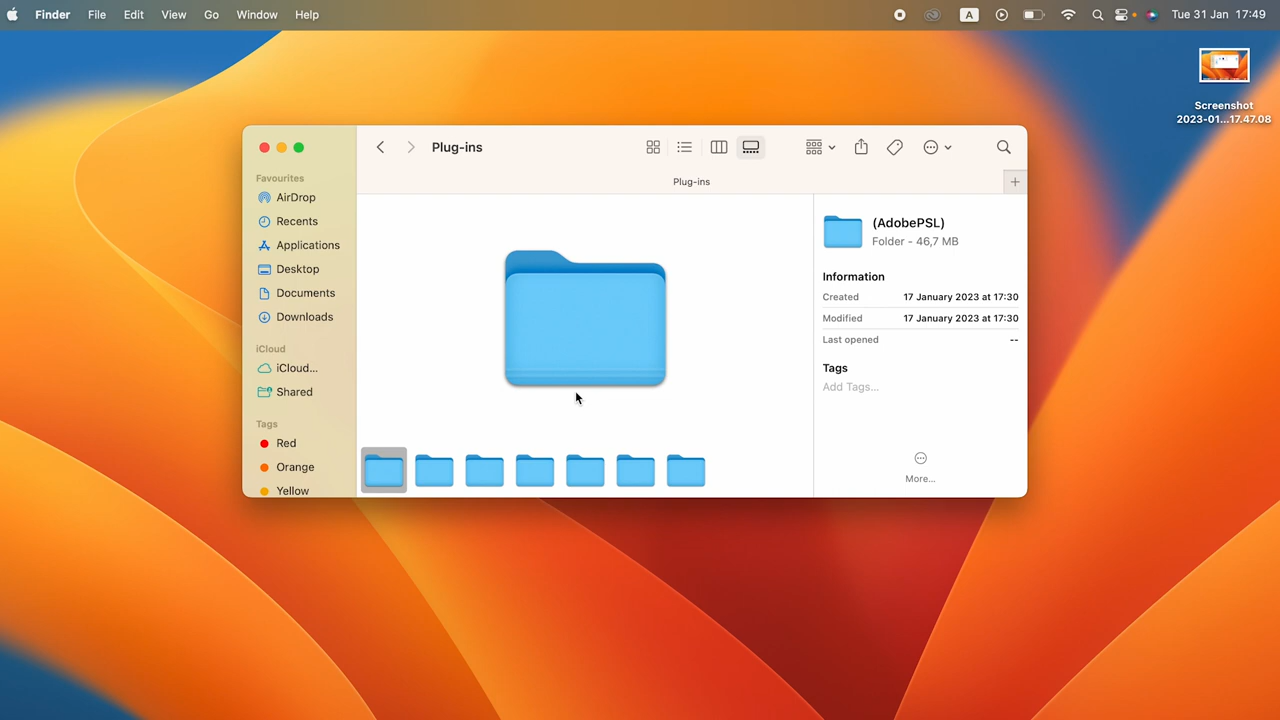 Finder File Edit View Go Window Help A Tue 31 Jan 17:49
Screenshot
2023-01...17.47.08
Plug-ins
Plug-ins
Favourites
AirDrop
Recents
Applications
Desktop
Documents
Downloads
iCloud
iCloud...
Shared
Tags
Red
Orange
Yellow
(AdobePSL)
Folder - 46,7 MB
Information
Created 17 January 2023 at 17:30
Modified 17 January 2023 at 17:30
Last opened --
Tags
Add Tags...
More...